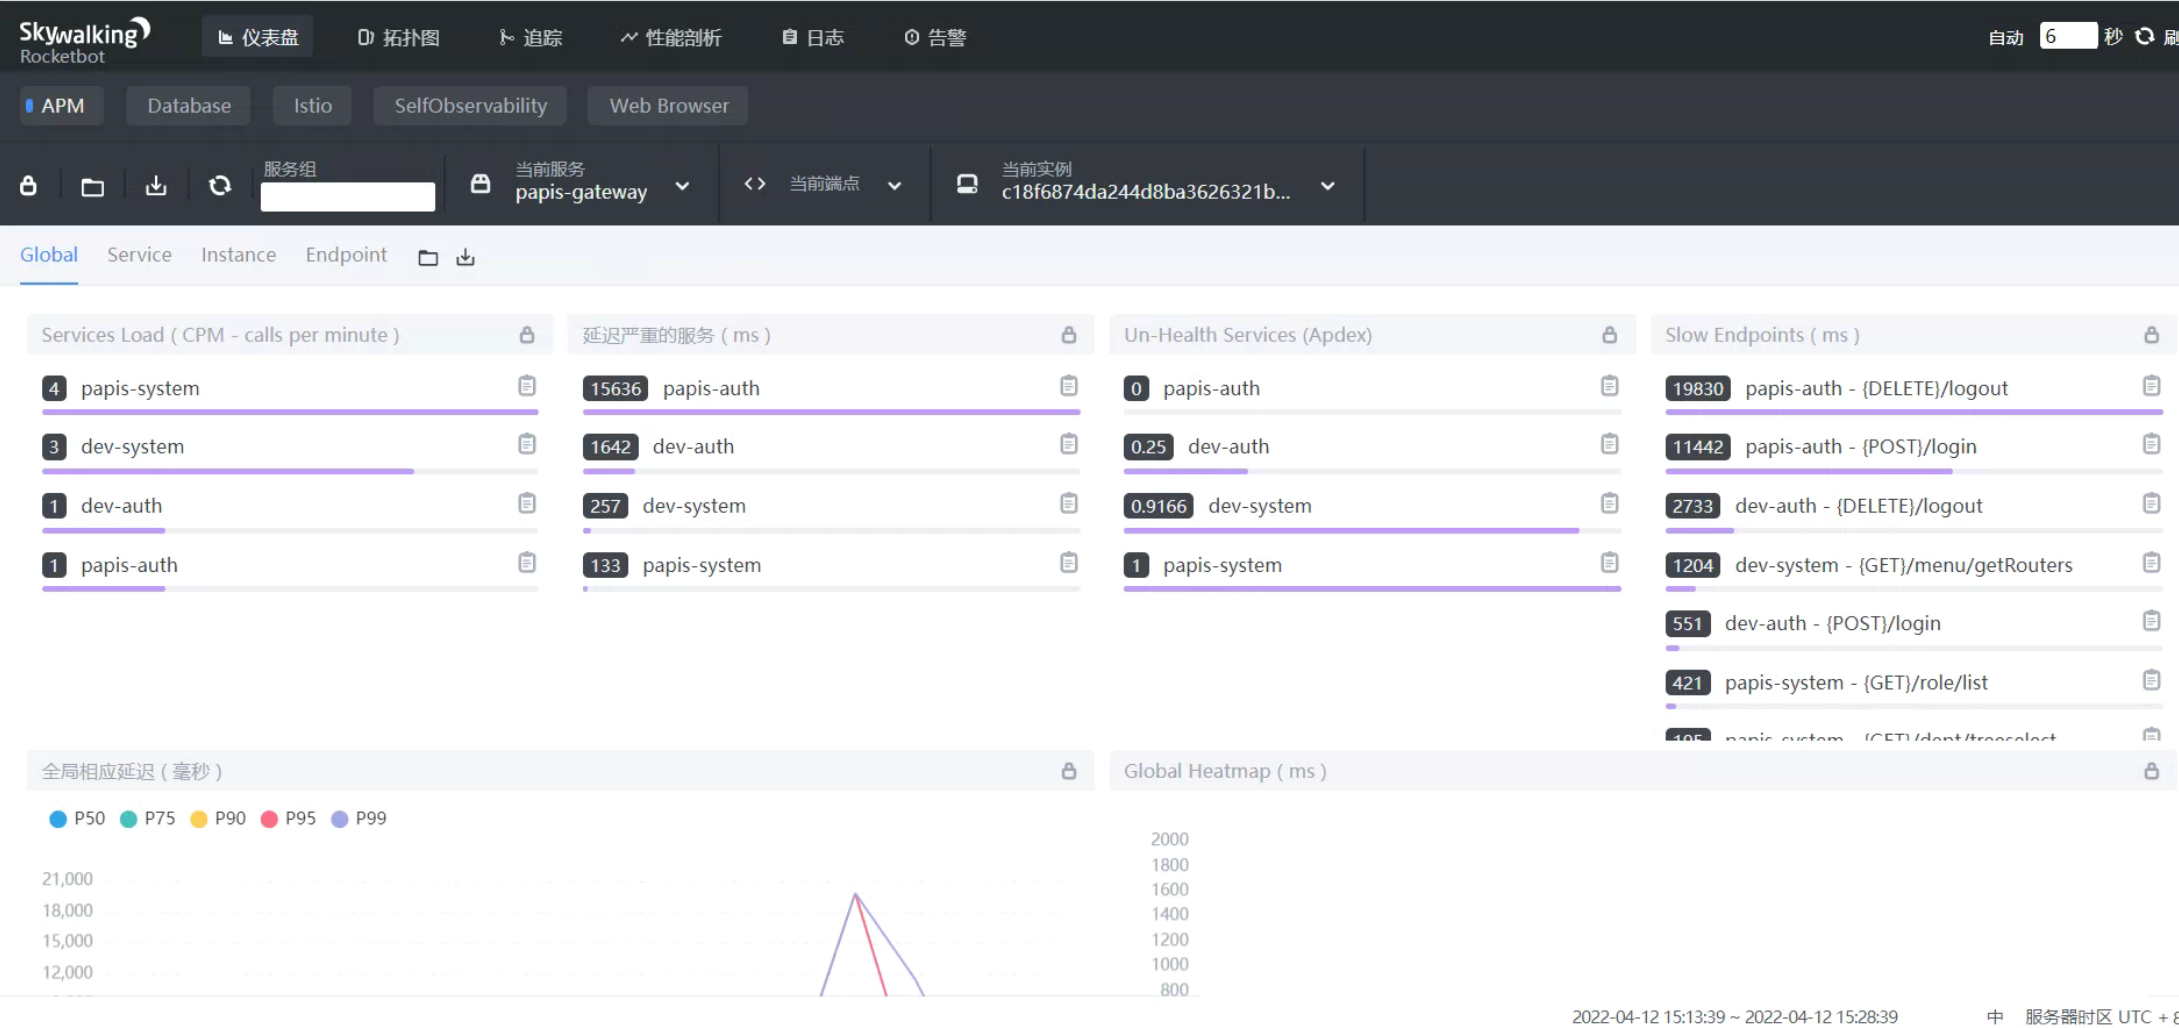 Skywalking
Rocketbot
仪表盘
拓扑图
追踪
性能剖析
日志
告警
自动 6 秒
APM
Database
Istio
SelfObservability
Web Browser
服务组
当前服务
papis-gateway
当前端点
当前实例
c18f6874da244d8ba3626321b...
Global Service Instance Endpoint
Services Load ( CPM - calls per minute )
4 papis-system
3 dev-system
1 dev-auth
1 papis-auth
延迟严重的服务 ( ms )
15636 papis-auth
1642 dev-auth
257 dev-system
133 papis-system
Un-Health Services (Apdex)
0 papis-auth
0.25 dev-auth
0.9166 dev-system
1 papis-system
Slow Endpoints ( ms )
19830 papis-auth - {DELETE}/logout
11442 papis-auth - {POST}/login
2733 dev-auth - {DELETE}/logout
1204 dev-system - {GET}/menu/getRouters
551 dev-auth - {POST}/login
421 papis-system - {GET}/role/list
195 papis-system - {GET}/dept/treeselect
全局相应延迟 ( 毫秒 )
P50 P75 P90 P95 P99
21,000
18,000
15,000
12,000
Global Heatmap ( ms )
2000
1800
1600
1400
1200
1000
800
2022-04-12 15:13:39 ~ 2022-04-12 15:28:39
中
服务器时区 UTC +